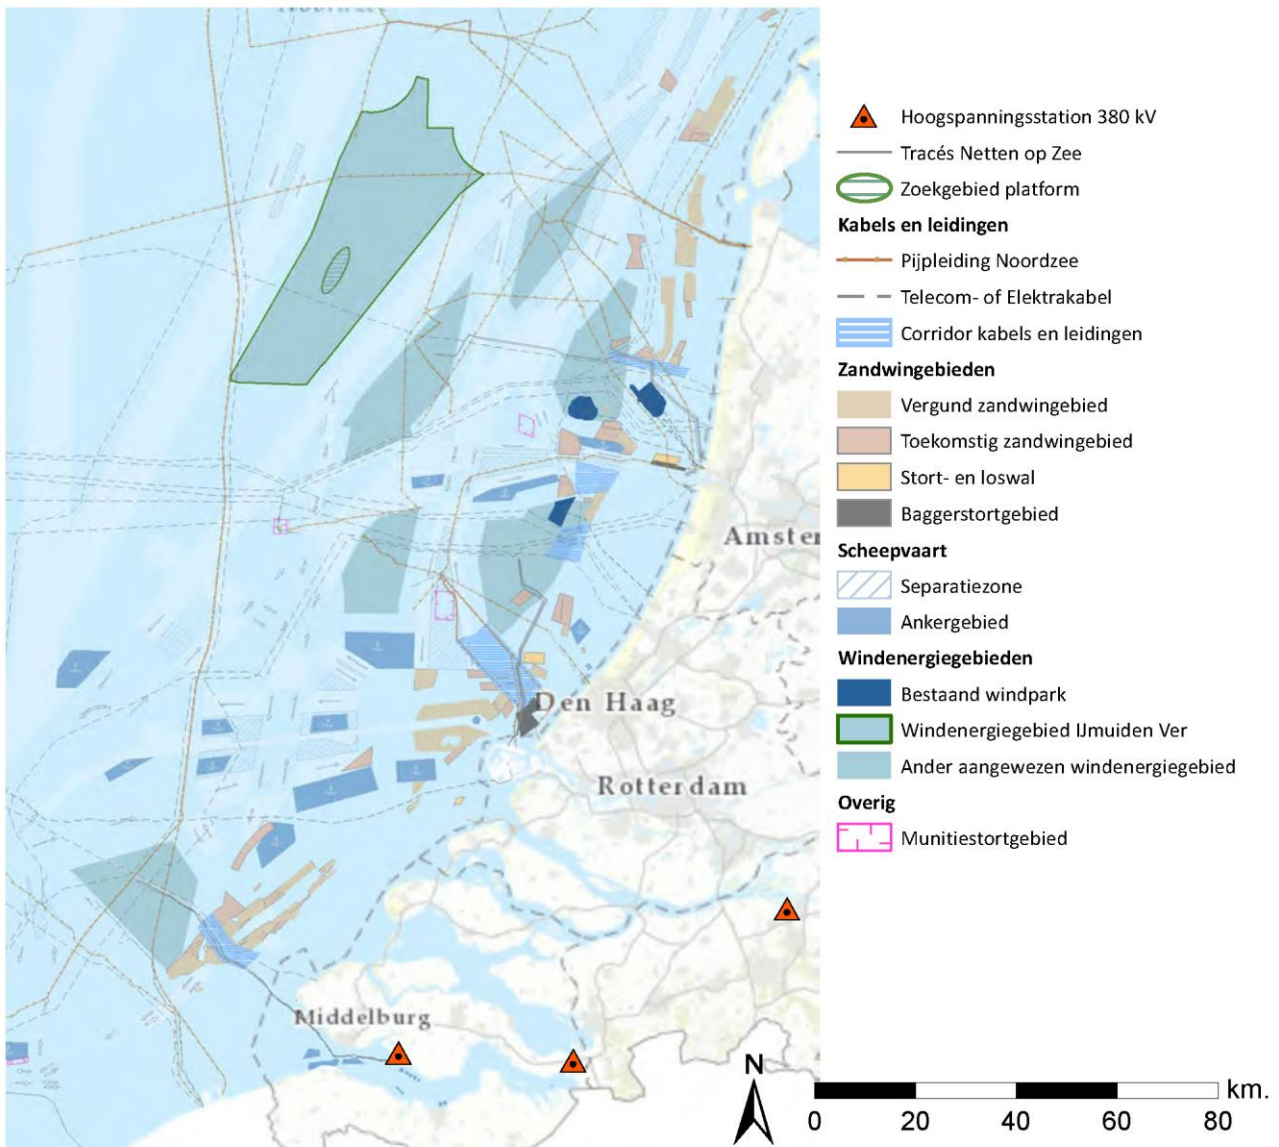 Hoogspanningsstation 380 kV
Tracés Netten op Zee
Zoekgebied platform
Kabels en leidingen
Pijpleiding Noordzee
Telecom- of Elektrakabel
Corridor kabels en leidingen
Zandwingebieden
Vergund zandwingebied
Toekomstig zandwingebied
Stort- en loswal
Baggerstortgebied
Scheepvaart
Separatiezone
Ankergebied
Windenergiegebieden
Bestaand windpark
Windenergiegebied IJmuiden Ver
Ander aangewezen windenergiegebied
Overig
Munitiestortgebied
Amster
Den Haag
Rotterdam
Middelburg
N
km.
0 20 40 60 80